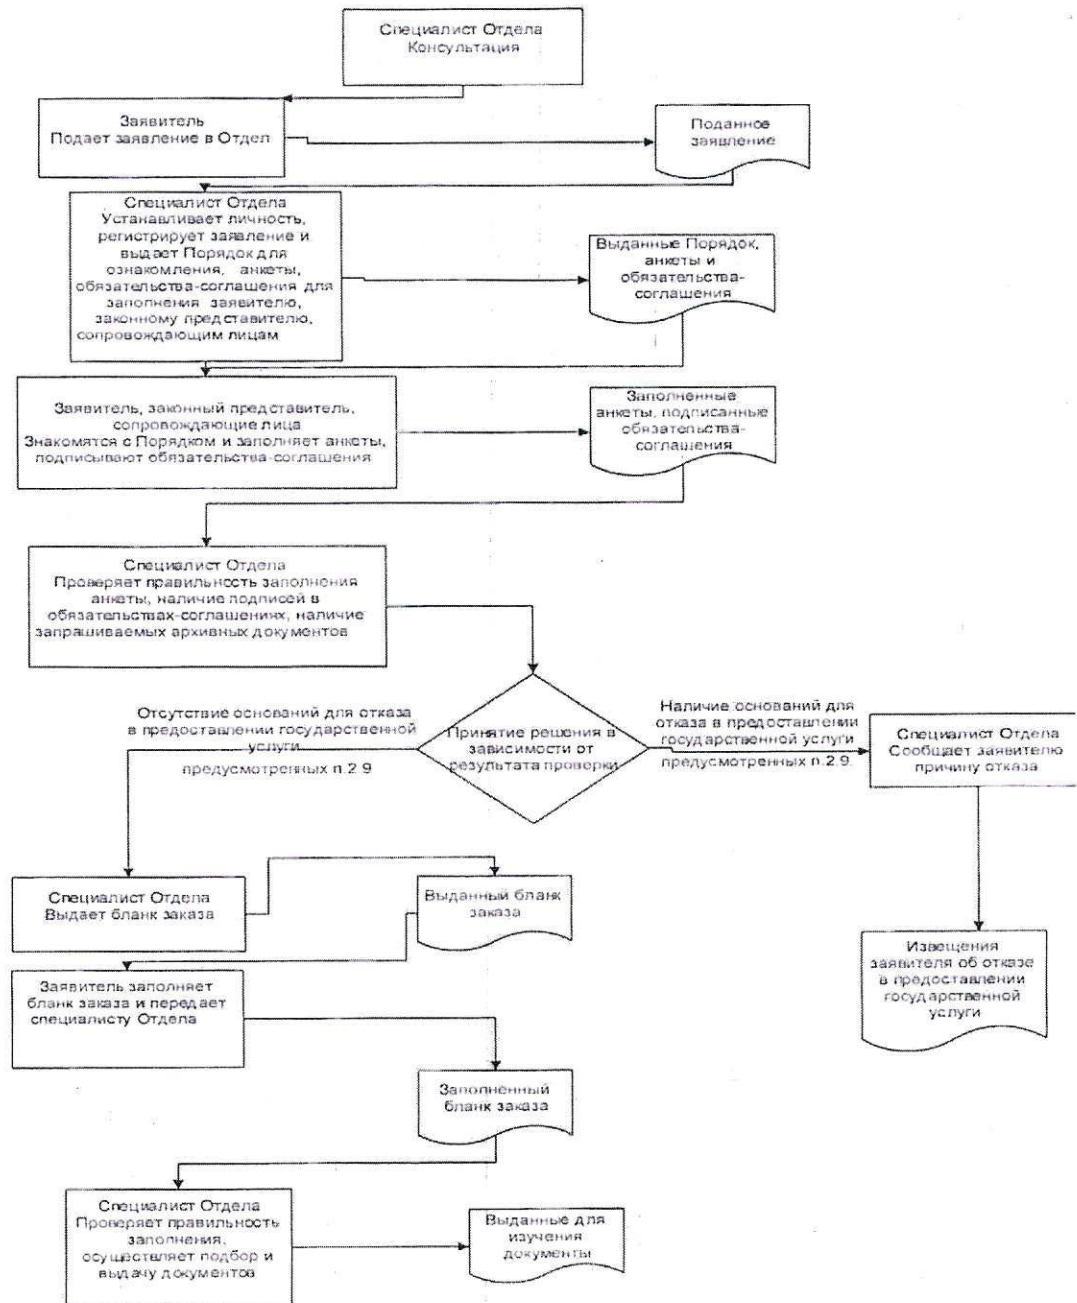 Специалист Отдела
Консультация
Заявитель
Подает заявление в Отдел
Поданное
заявление
Специалист Отдела
Устанавливает личность,
регистрирует заявление и
выдает Порядок для
ознакомления, анкеты,
обязательства-соглашения для
заполнения заявителю,
законному представителю,
сопровождающим лицам
Выданные Порядок,
анкеты и
обязательства-
соглашения
Заявитель, законный представитель,
сопровождающие лица
Знакомятся с Порядком и заполняет анкеты,
подписывают обязательства-соглашения
Заполненные
анкеты, подписанные
обязательства-
соглашения
Специалист Отдела
Проверяет правильность заполнения
анкеты, наличие подписей в
обязательствах-соглашениях, наличие
запрашиваемых архивных документов
Отсутствие оснований для отказа
в предоставлении государственной
услуги
предусмотренных п.2.9
Принятие решения в
зависимости от
результата проверки
Наличие оснований для
отказа в предоставлении
государственной услуги
предусмотренных п.2.9.
Специалист Отдела
Сообщает заявителю
причину отказа
Специалист Отдела
Выдает бланк заказа
Выданный бланк
заказа
Извещения
заявителя об отказе
в предоставлении
государственной
услуги
Заявитель заполняет
бланк заказа и передает
специалисту Отдела
Заполненный
бланк заказа
Специалист Отдела
Проверяет правильность
заполнения,
осуществляет подбор и
выдачу документов
Выданные для
изучения
документы